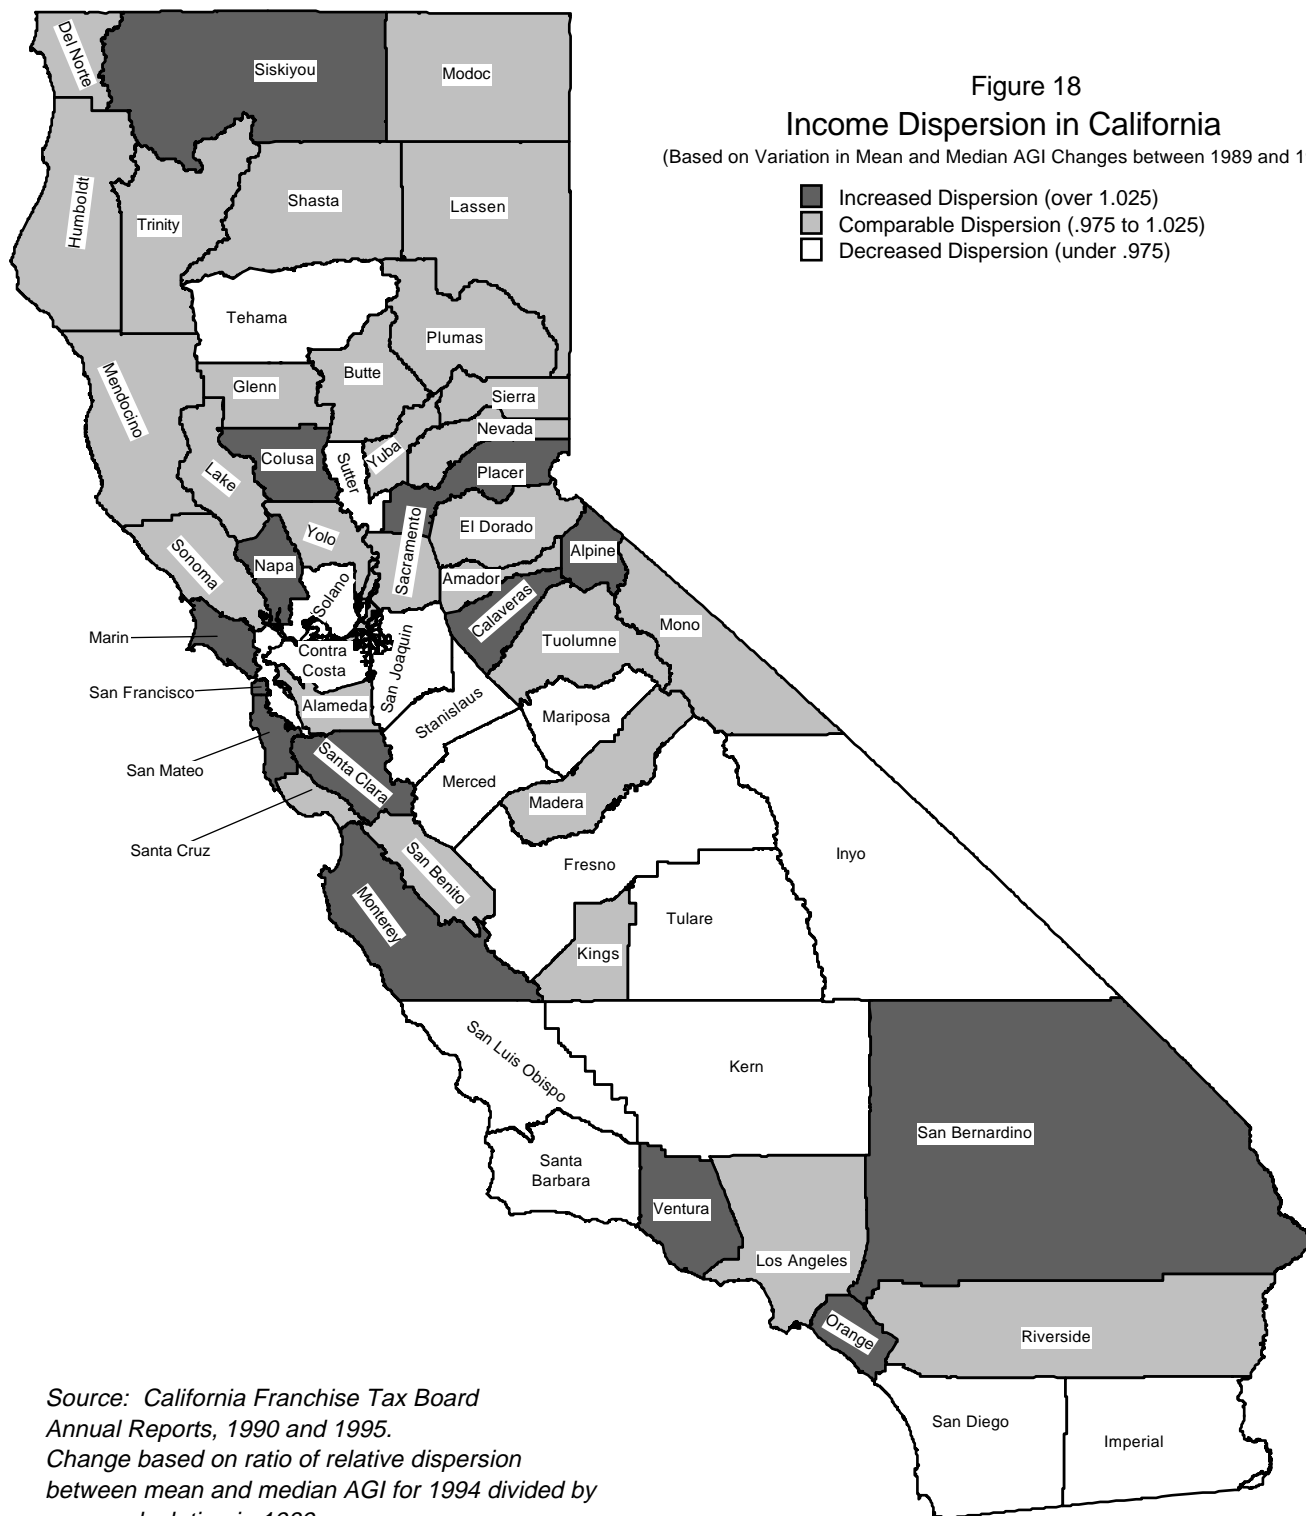 Figure 18
Income Dispersion in California
(Based on Variation in Mean and Median AGI Changes between 1989 and
Increased Dispersion (over 1.025)
Comparable Dispersion (.975 to 1.025)
Decreased Dispersion (under .975)
Del Norte
Siskiyou
Modoc
Humboldt
Trinity
Shasta
Lassen
Tehama
Plumas
Mendocino
Glenn
Butte
Sierra
Nevada
Lake
Colusa
Sutter
Yuba
Placer
Sonoma
Napa
Yolo
Sacramento
El Dorado
Alpine
Solano
Amador
Calaveras
Mono
Marin
Contra
Costa
San Joaquin
Tuolumne
San Francisco
Alameda
Stanislaus
Mariposa
San Mateo
Santa Clara
Merced
Madera
Santa Cruz
San Benito
Fresno
Inyo
Monterey
Kings
Tulare
San Luis Obispo
Kern
San Bernardino
Santa
Barbara
Ventura
Los Angeles
Orange
Riverside
San Diego
Imperial
Source: California Franchise Tax Board
Annual Reports, 1990 and 1995.
Change based on ratio of relative dispersion
between mean and median AGI for 1994 divided by